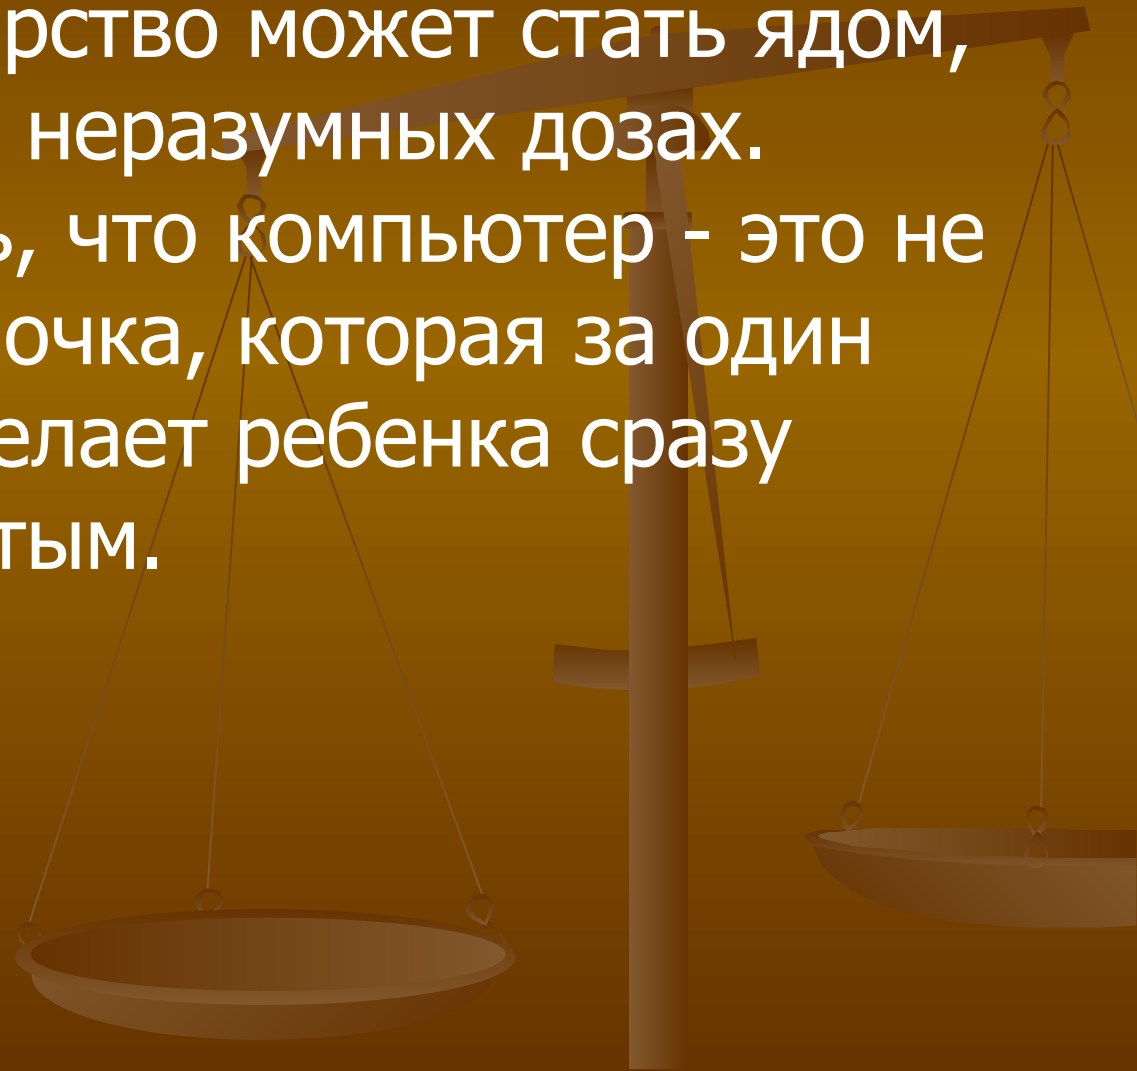 рство может стать ядом,
неразумных дозах.
ь, что компьютер - это не
очка, которая за один
елает ребенка сразу
тым.